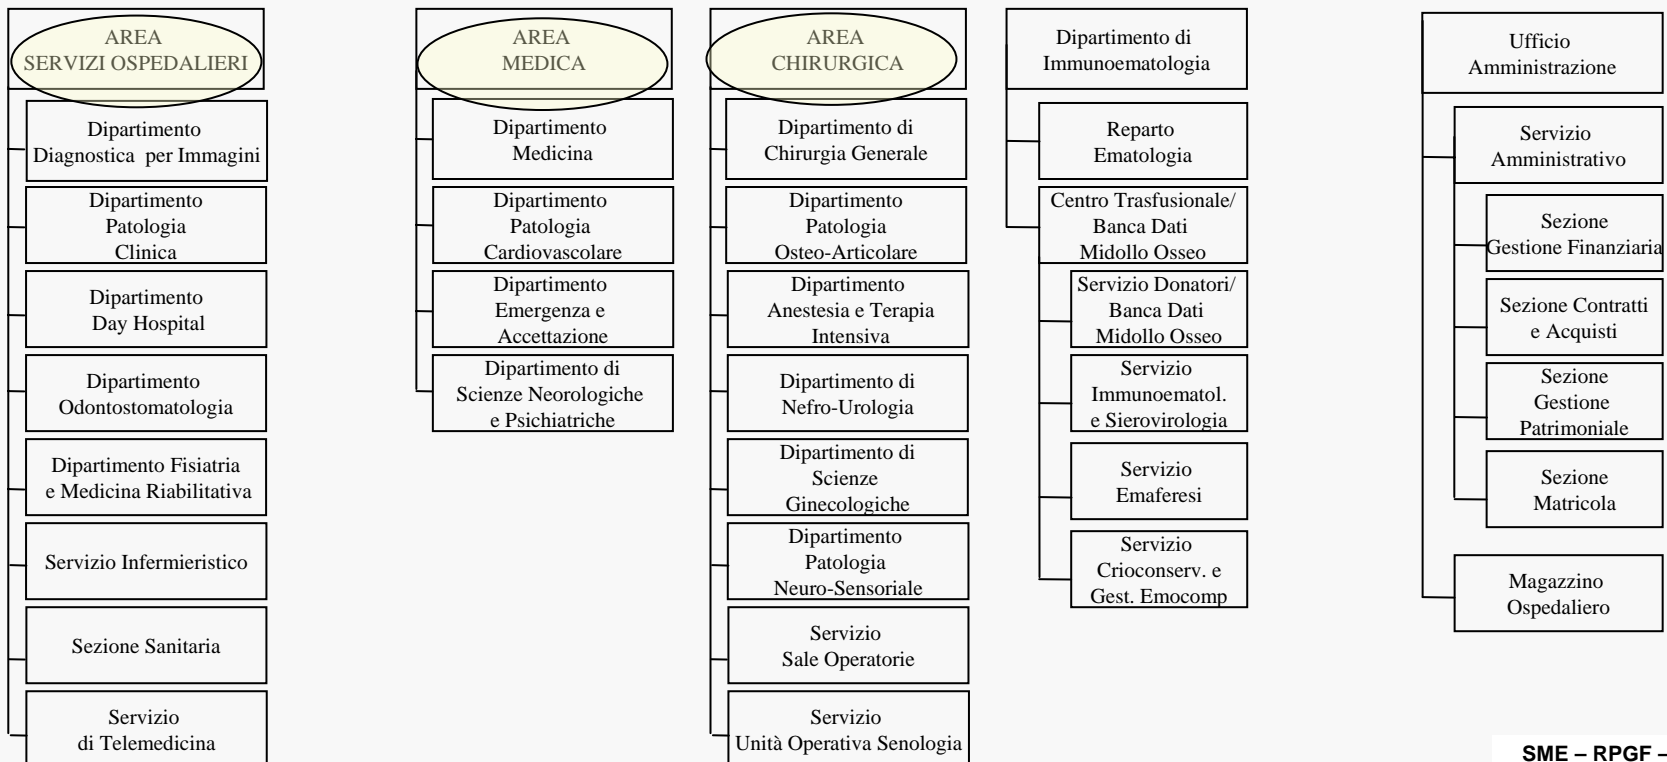 AREA
SERVIZI OSPEDALIERI
Dipartimento
Diagnostica per Immagini
Dipartimento
Patologia
Clinica
Dipartimento
Day Hospital
Dipartimento
Odontostomatologia
Dipartimento Fisiatria
e Medicina Riabilitativa
Servizio Infermieristico
Sezione Sanitaria
Servizio
di Telemedicina
AREA
MEDICA
Dipartimento
Medicina
Dipartimento
Patologia
Cardiovascolare
Dipartimento
Emergenza e
Accettazione
Dipartimento di
Scienze Neorologiche
e Psichiatriche
AREA
CHIRURGICA
Dipartimento di
Chirurgia Generale
Dipartimento
Patologia
Osteo-Articolare
Dipartimento
Anestesia e Terapia
Intensiva
Dipartimento di
Nefro-Urologia
Dipartimento di
Scienze
Ginecologiche
Dipartimento
Patologia
Neuro-Sensoriale
Servizio
Sale Operatorie
Servizio
Unità Operativa Senologia
Dipartimento di
Immunoematologia
Reparto
Ematologia
Centro Trasfusionale/
Banca Dati
Midollo Osseo
Servizio Donatori/
Banca Dati
Midollo Osseo
Servizio
Immunoematol.
e Sierovirologia
Servizio
Emaferesi
Servizio
Crioconserv. e
Gest. Emocomp
Ufficio
Amministrazione
Servizio
Amministrativo
Sezione
Gestione Finanziaria
Sezione Contratti
e Acquisti
Sezione
Gestione
Patrimoniale
Sezione
Matricola
Magazzino
Ospedaliero
SME – RPGF –